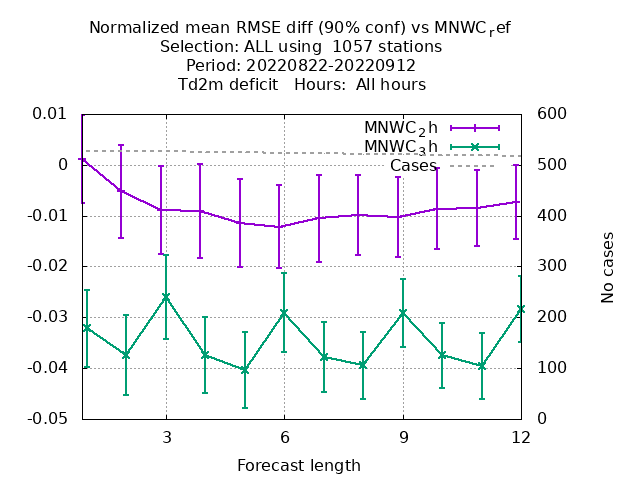 Normalized mean RMSE diff (90% conf) vs MNWC_ref
Selection: ALL using  1057 stations
Period: 20220822-20220912
Td2m deficit   Hours:  All hours
MNWC_2h
MNWC_3h
Cases
0.01
0
-0.01
-0.02
-0.03
-0.04
-0.05
600
500
400
300
200
100
0
No cases
3
6
9
12
Forecast length